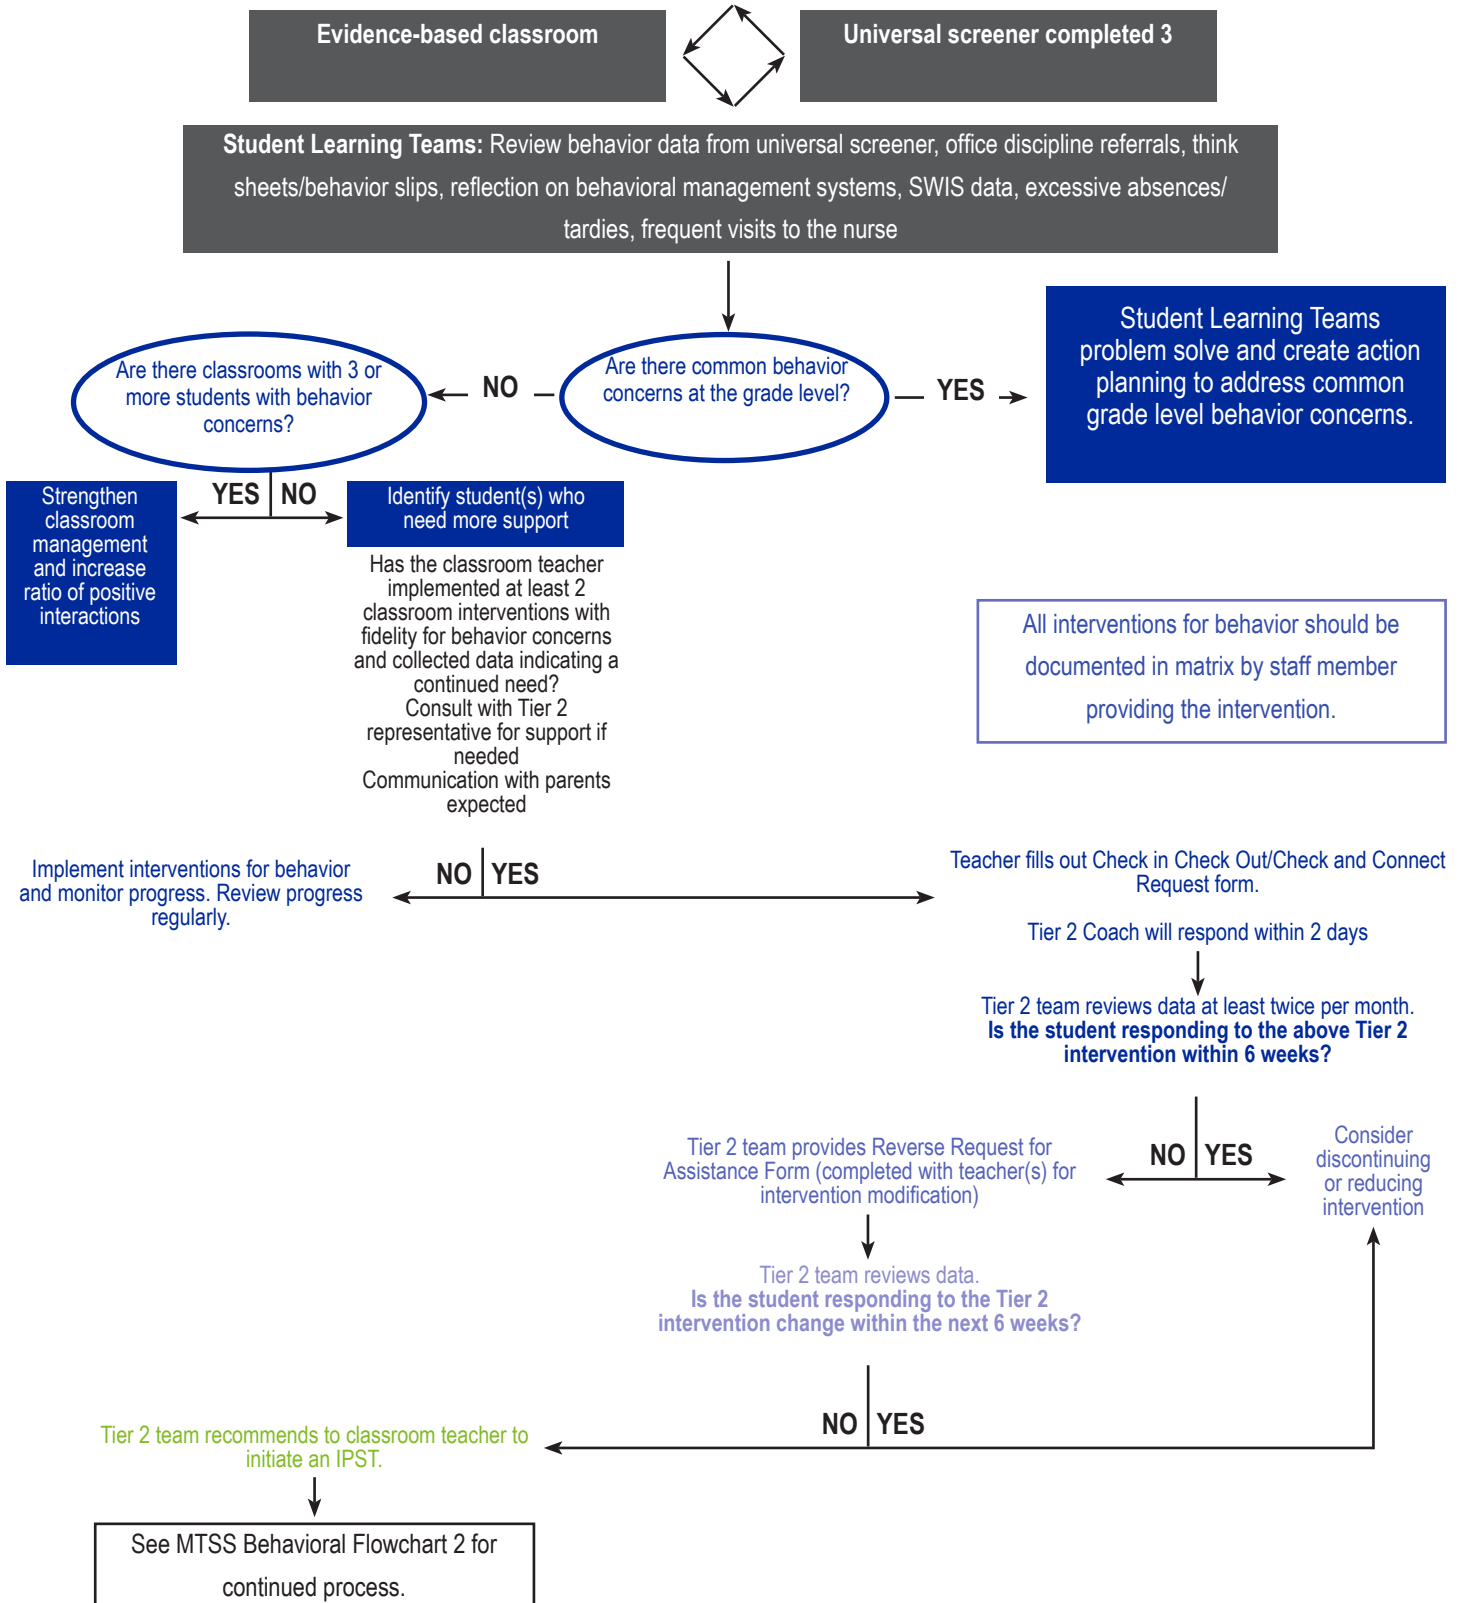 Evidence-based classroom
Universal screener completed 3
Student Learning Teams: Review behavior data from universal screener, office discipline referrals, think
sheets/behavior slips, reflection on behavioral management systems, SWIS data, excessive absences/
tardies, frequent visits to the nurse
Are there classrooms with 3 or
more students with behavior
concerns?
NO
Are there common behavior
concerns at the grade level?
YES
Student Learning Teams
problem solve and create action
planning to address common
grade level behavior concerns.
Strengthen
classroom
management
and increase
ratio of positive
interactions
YES NO
Identify student(s) who
need more support
Has the classroom teacher
implemented at least 2
classroom interventions with
fidelity for behavior concerns
and collected data indicating a
continued need?
Consult with Tier 2
representative for support if
needed
Communication with parents
expected
All interventions for behavior should be
documented in matrix by staff member
providing the intervention.
Implement interventions for behavior
and monitor progress. Review progress
regularly.
NO YES
Teacher fills out Check in Check Out/Check and Connect
Request form.
Tier 2 Coach will respond within 2 days
Tier 2 team reviews data at least twice per month.
Is the student responding to the above Tier 2
intervention within 6 weeks?
Tier 2 team provides Reverse Request for
Assistance Form (completed with teacher(s) for
intervention modification)
NO YES
Consider
discontinuing
or reducing
intervention
Tier 2 team reviews data.
Is the student responding to the Tier 2
intervention change within the next 6 weeks?
NO YES
Tier 2 team recommends to classroom teacher to
initiate an IPST.
See MTSS Behavioral Flowchart 2 for
continued process.